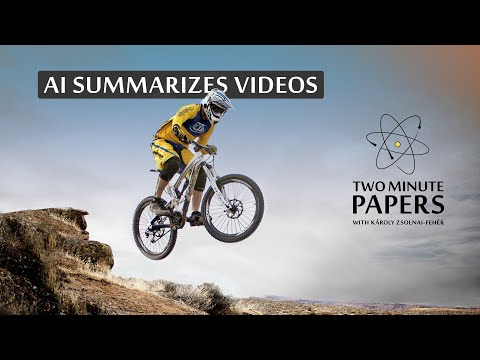 AI SUMMARIZES VIDEOS
TWO MINUTE
PAPERS
WITH KÁROLY ZSOLNAI-FEHÉR